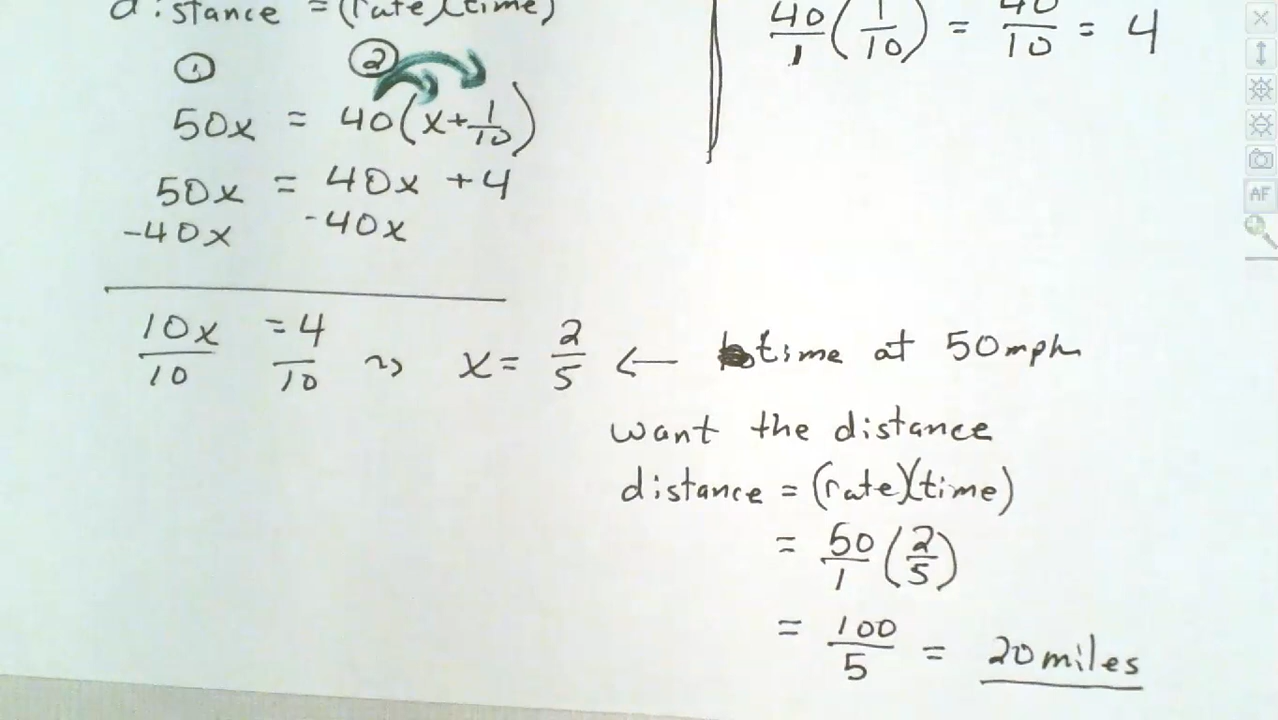 distance = (rate)(time)
① ②
50x = 40(x + 1/10)
50x = 40x + 4
-40x -40x
10x/10 = 4/10 ⇝ x = 2/5 ← time at 50mph
want the distance
distance = (rate)(time)
= 50/1 (2/5)
= 100/5 = 20 miles
40/1 (1/10) = 40/10 = 4
AF